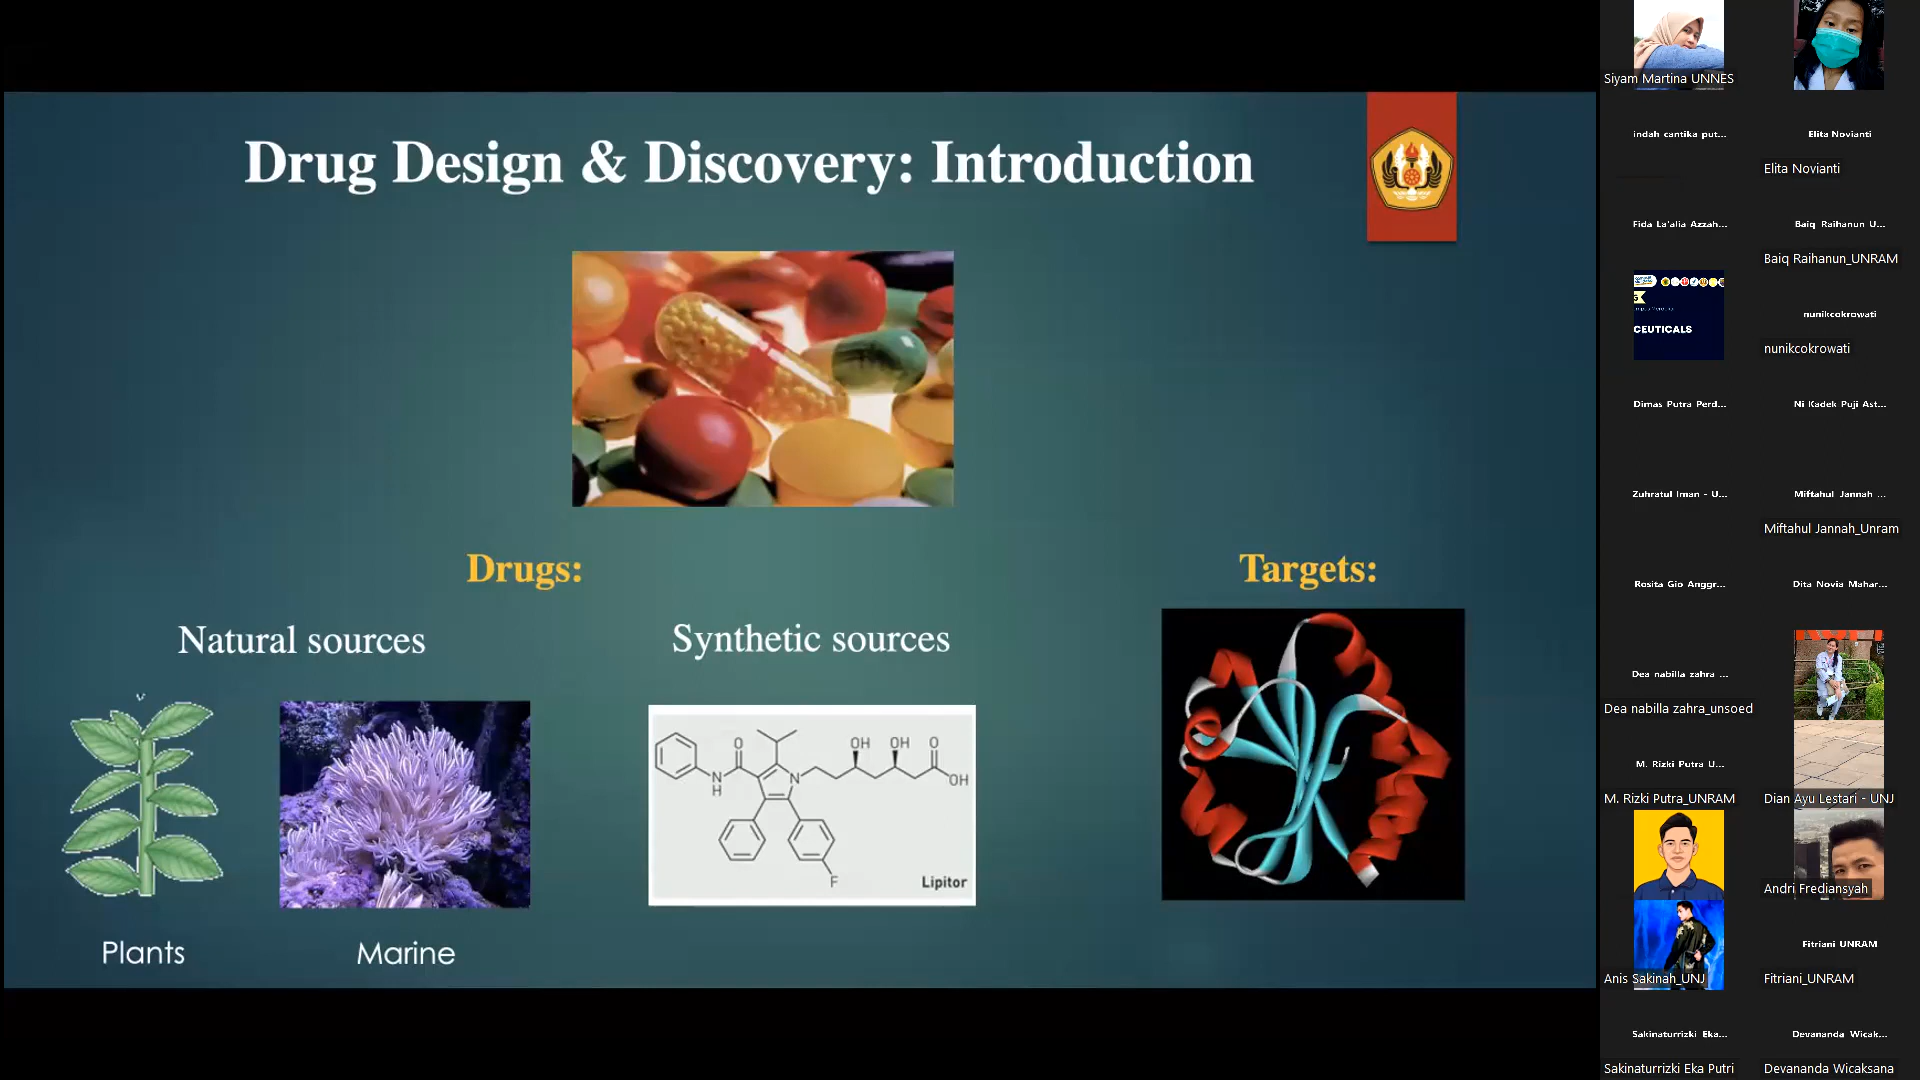 Drug Design & Discovery: Introduction
Drugs:
Targets:
Natural sources
Synthetic sources
O
OH
OH
O
OH
N
H
N
F
Lipitor
Plants
Marine
Siyam Martina UNNES
indah cantika put...
Elita Novianti
Elita Novianti
Fida La'alia Azzah...
Baiq Raihanun U...
Baiq Raihanun_UNRAM
CEUTICALS
nunikcokrowati
nunikcokrowati
Dimas Putra Perd...
Ni Kadek Puji Ast...
Zuhratul Iman - U...
Miftahul Jannah ...
Miftahul Jannah_Unram
Rosita Gio Anggr...
Dita Novia Mahar...
Dea nabilla zahra ...
Dea nabilla zahra_unsoed
M. Rizki Putra U...
M. Rizki Putra_UNRAM
Dian Ayu Lestari - UNJ
Andri Frediansyah
Anis Sakinah_UNJ
Fitriani UNRAM
Fitriani_UNRAM
Sakinaturrizki Eka...
Devananda Wicak...
Sakinaturrizki Eka Putri
Devananda Wicaksana